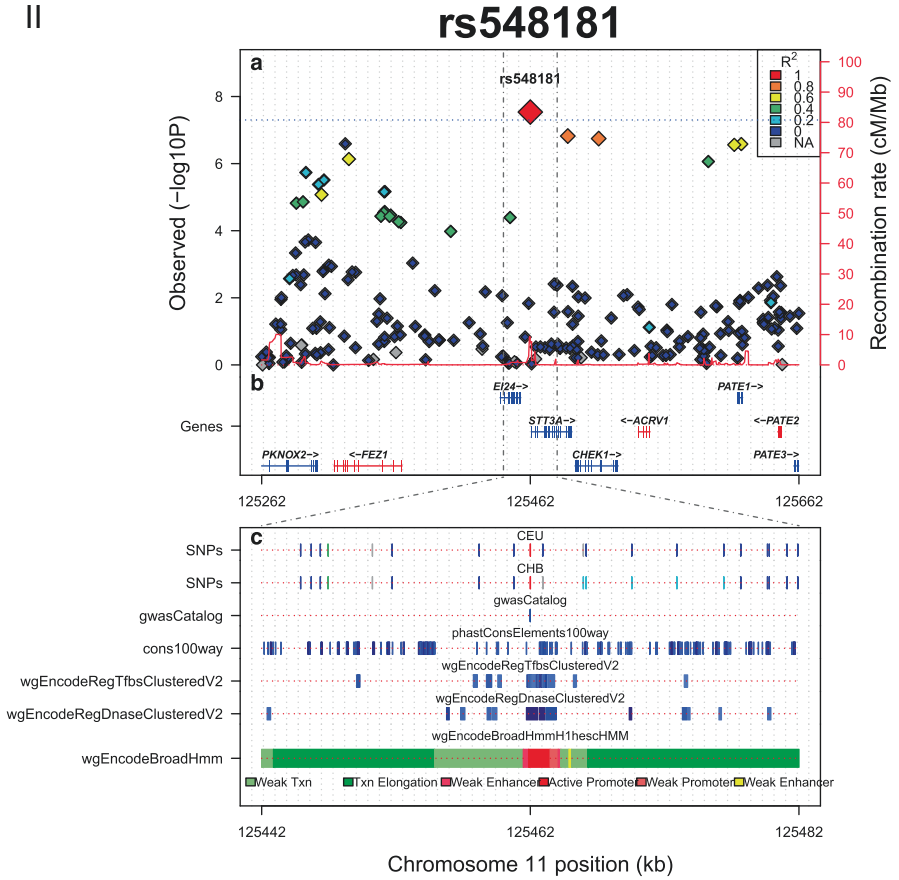 II
rs548181
a
rs548181
R2
1
0.8
0.6
0.4
0.2
0
NA
Observed (−log10P)
8
6
4
2
0
Recombination rate (cM/Mb)
100
90
80
70
60
50
40
30
20
10
0
b
Genes
EI24−>
PATE1−>
STT3A−>
<−ACRV1
<−PATE2
PKNOX2−>
<−FEZ1
CHEK1−>
PATE3−>
125262
125462
125662
c
CEU
SNPs
CHB
SNPs
gwasCatalog
gwasCatalog
phastConsElements100way
cons100way
wgEncodeRegTfbsClusteredV2
wgEncodeRegTfbsClusteredV2
wgEncodeRegDnaseClusteredV2
wgEncodeRegDnaseClusteredV2
wgEncodeBroadHmmH1hescHMM
wgEncodeBroadHmm
Weak Txn
Txn Elongation
Weak Enhancer
Active Promoter
Weak Promoter
Weak Enhancer
125442
125462
125482
Chromosome 11 position (kb)